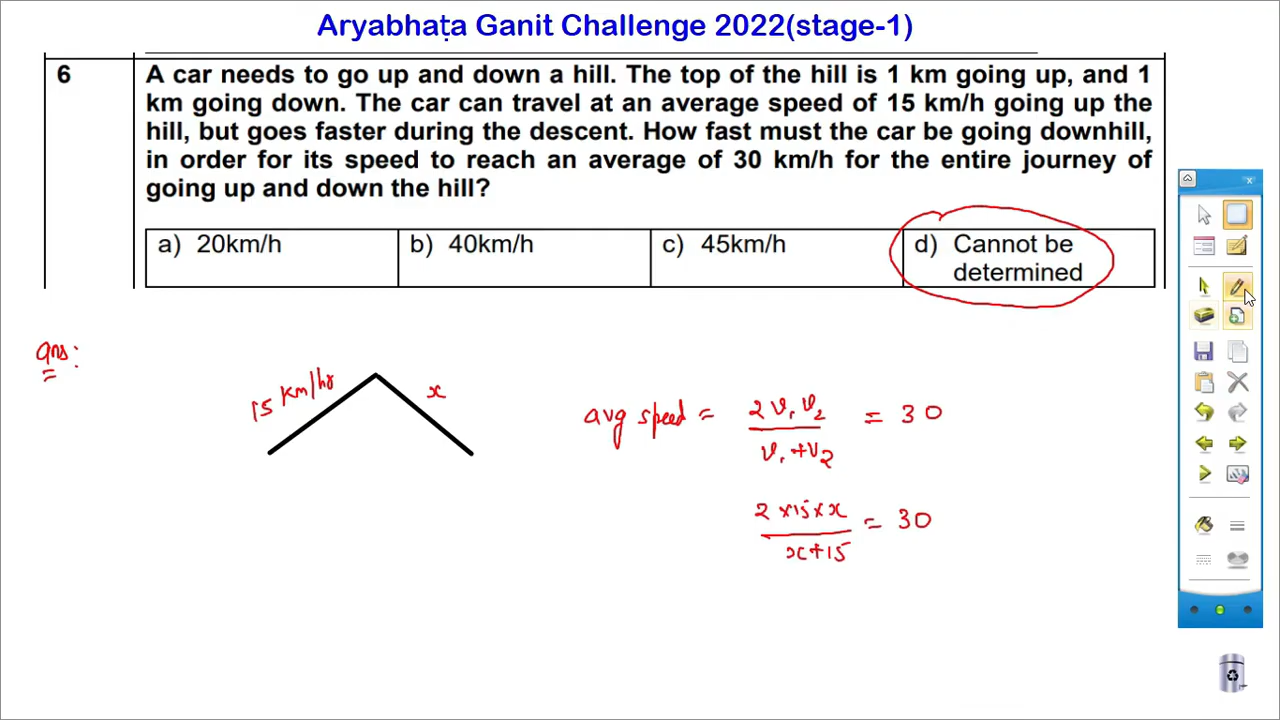 Aryabhaṭa Ganit Challenge 2022(stage-1)
6
A car needs to go up and down a hill. The top of the hill is 1 km going up, and 1
km going down. The car can travel at an average speed of 15 km/h going up the
hill, but goes faster during the descent. How fast must the car be going downhill,
in order for its speed to reach an average of 30 km/h for the entire journey of
going up and down the hill?
a) 20km/h
b) 40km/h
c) 45km/h
d) Cannot be
determined
ans:
15 km/hr
x
avg speed = 2v₁v₂ / v₁+v₂ = 30
2×15×x / x+15 = 30